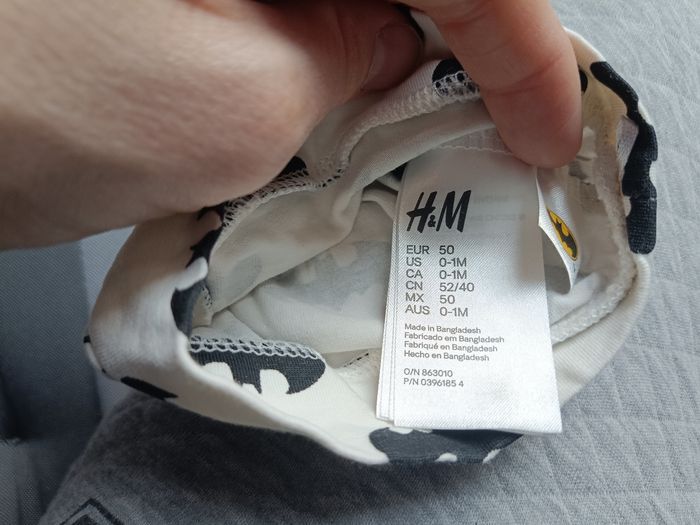 H&M
EUR 50
US 0-1M
CA 0-1M
CN 52/40
MX 50
AUS 0-1M
Made in Bangladesh
Fabricado em Bangladesh
Fabriqué en Bangladesh
Hecho en Bangladesh
O/N 863010
P/N 0396185 4